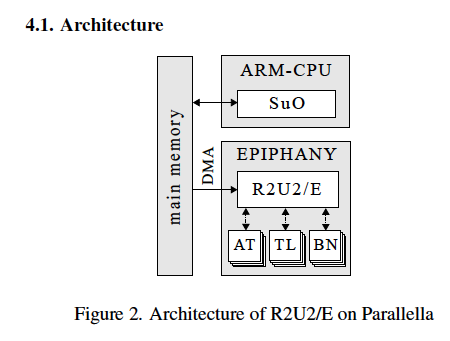 4.1. Architecture
ARM-CPU
SuO
main memory
DMA
EPIPHANY
R2U2/E
AT TL BN
Figure 2. Architecture of R2U2/E on Parallella